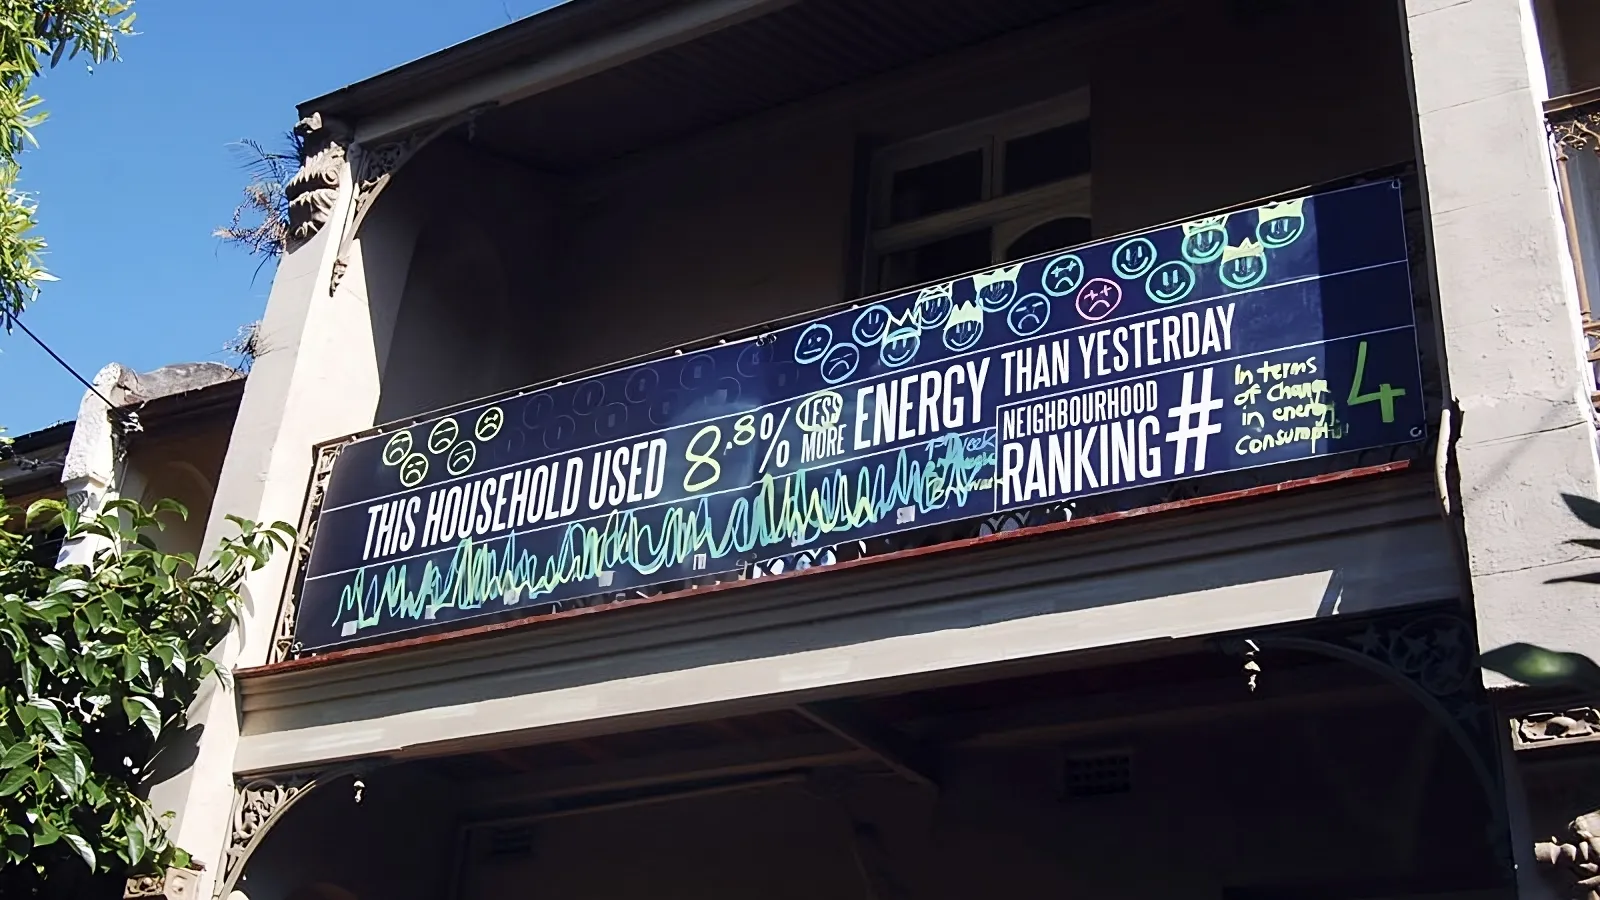 THIS HOUSEHOLD USED 8.8% LESS
MORE ENERGY THAN YESTERDAY
NEIGHBOURHOOD
RANKING #
In terms
of Change
in energy
consumpti
4